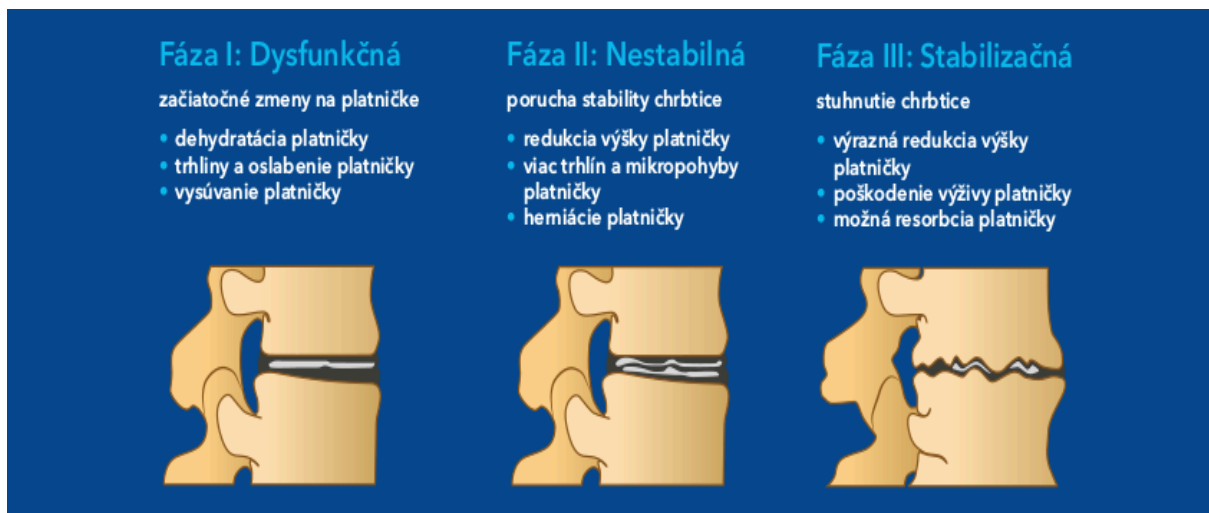 Fáza I: Dysfunkčná
začiatočné zmeny na platničke
• dehydratácia platničky
• trhliny a oslabenie platničky
• vysúvanie platničky
Fáza II: Nestabilná
porucha stability chrbtice
• redukcia výšky platničky
• viac trhlín a mikropohyby
platničky
• herniácie platničky
Fáza III: Stabilizačná
stuhnutie chrbtice
• výrazná redukcia výšky
platničky
• poškodenie výživy platničky
• možná resorbcia platničky